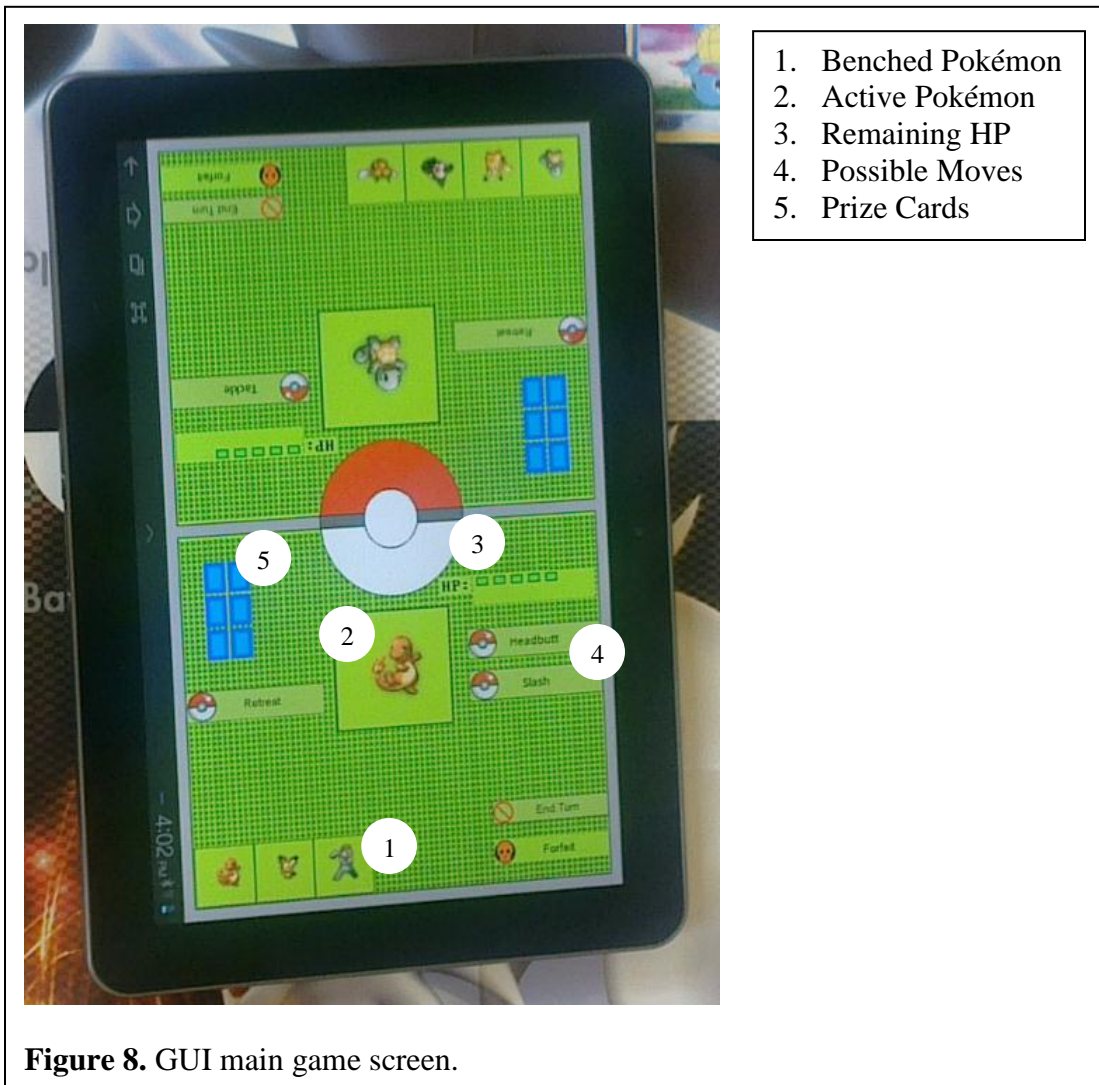 1. Benched Pokémon
2. Active Pokémon
3. Remaining HP
4. Possible Moves
5. Prize Cards
Forfeit
End Turn
Retreat
Tackle
HP:
5
3
HP:
2
Headbutt
4
Slash
Retreat
End Turn
1
Forfeit
4:02
Ba
Figure 8. GUI main game screen.